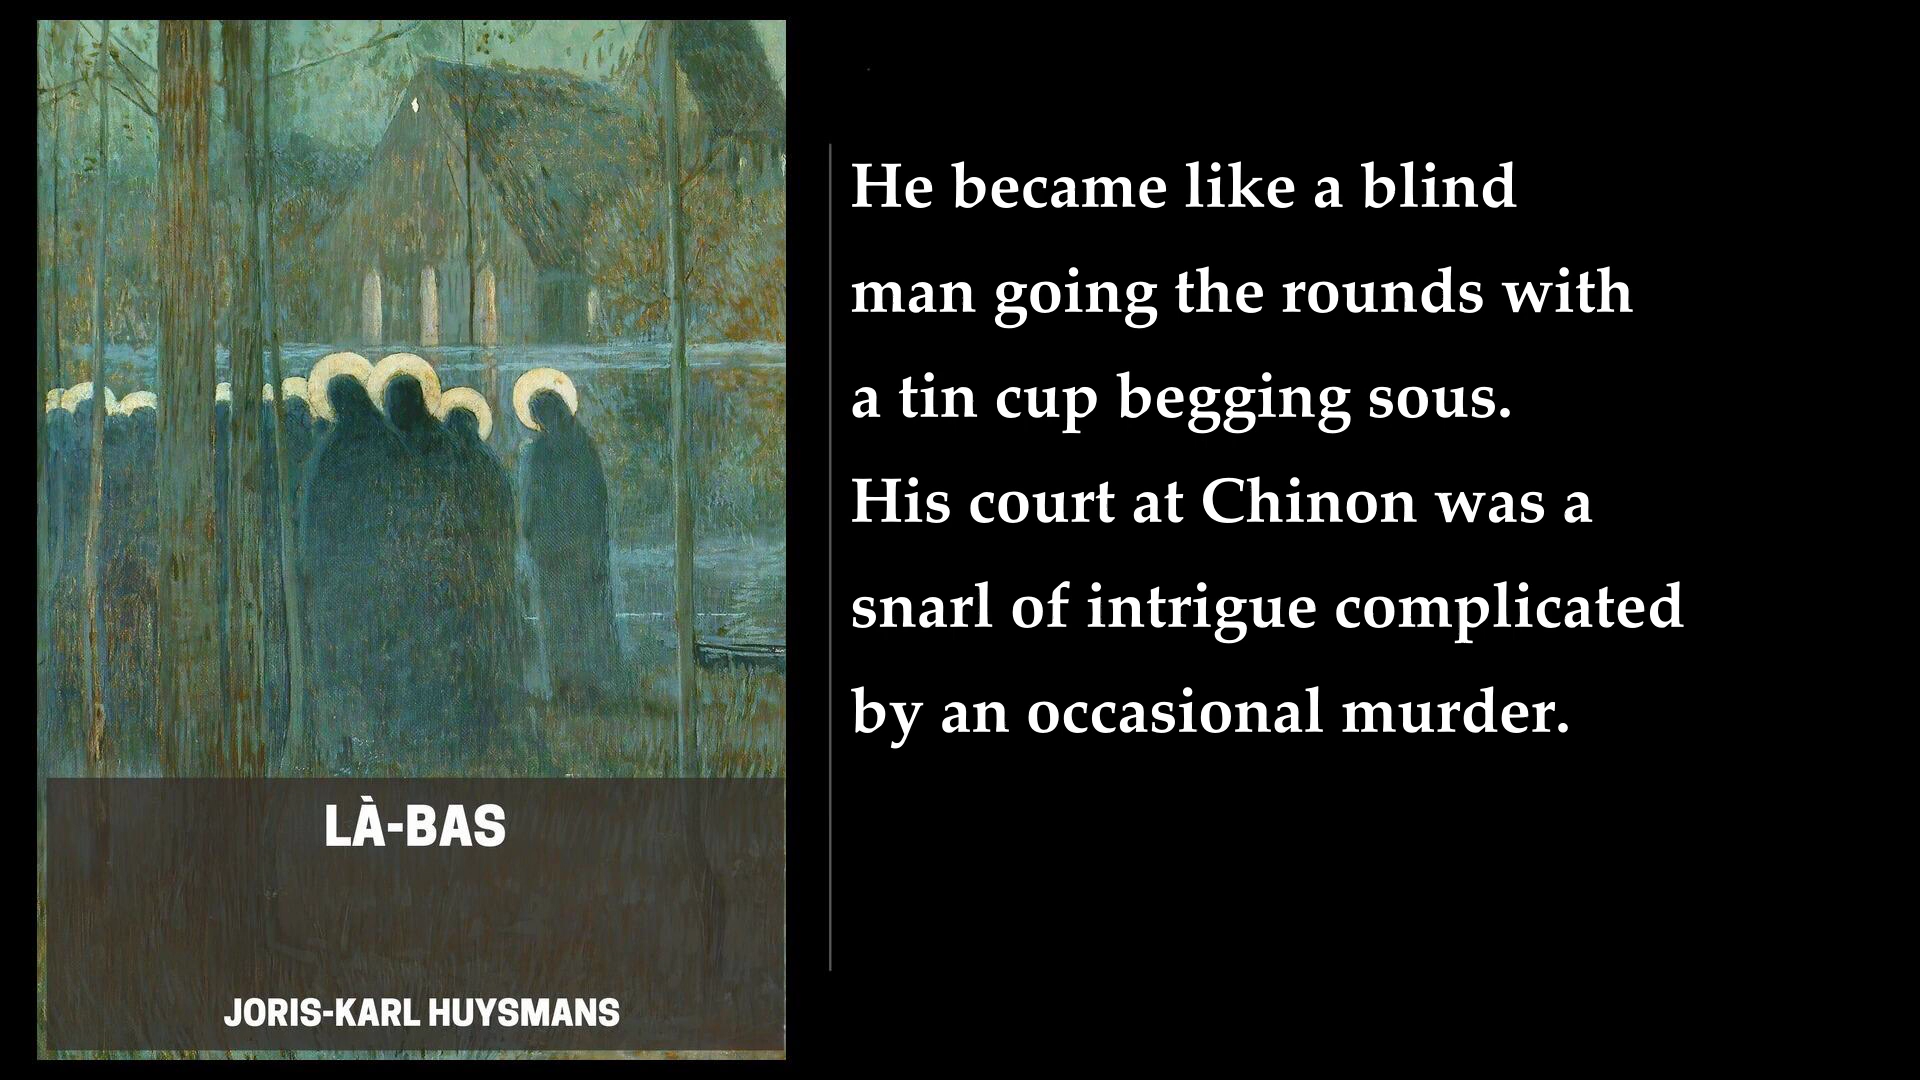 LÀ-BAS
JORIS-KARL HUYSMANS
He became like a blind
man going the rounds with
a tin cup begging sous.
His court at Chinon was a
snarl of intrigue complicated
by an occasional murder.